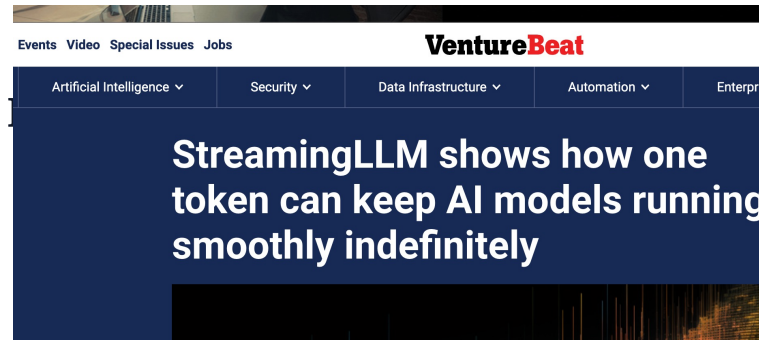 Events Video Special Issues Jobs
VentureBeat
Artificial Intelligence Security Data Infrastructure Automation
StreamingLLM shows how one
token can keep AI models running
smoothly indefinitely